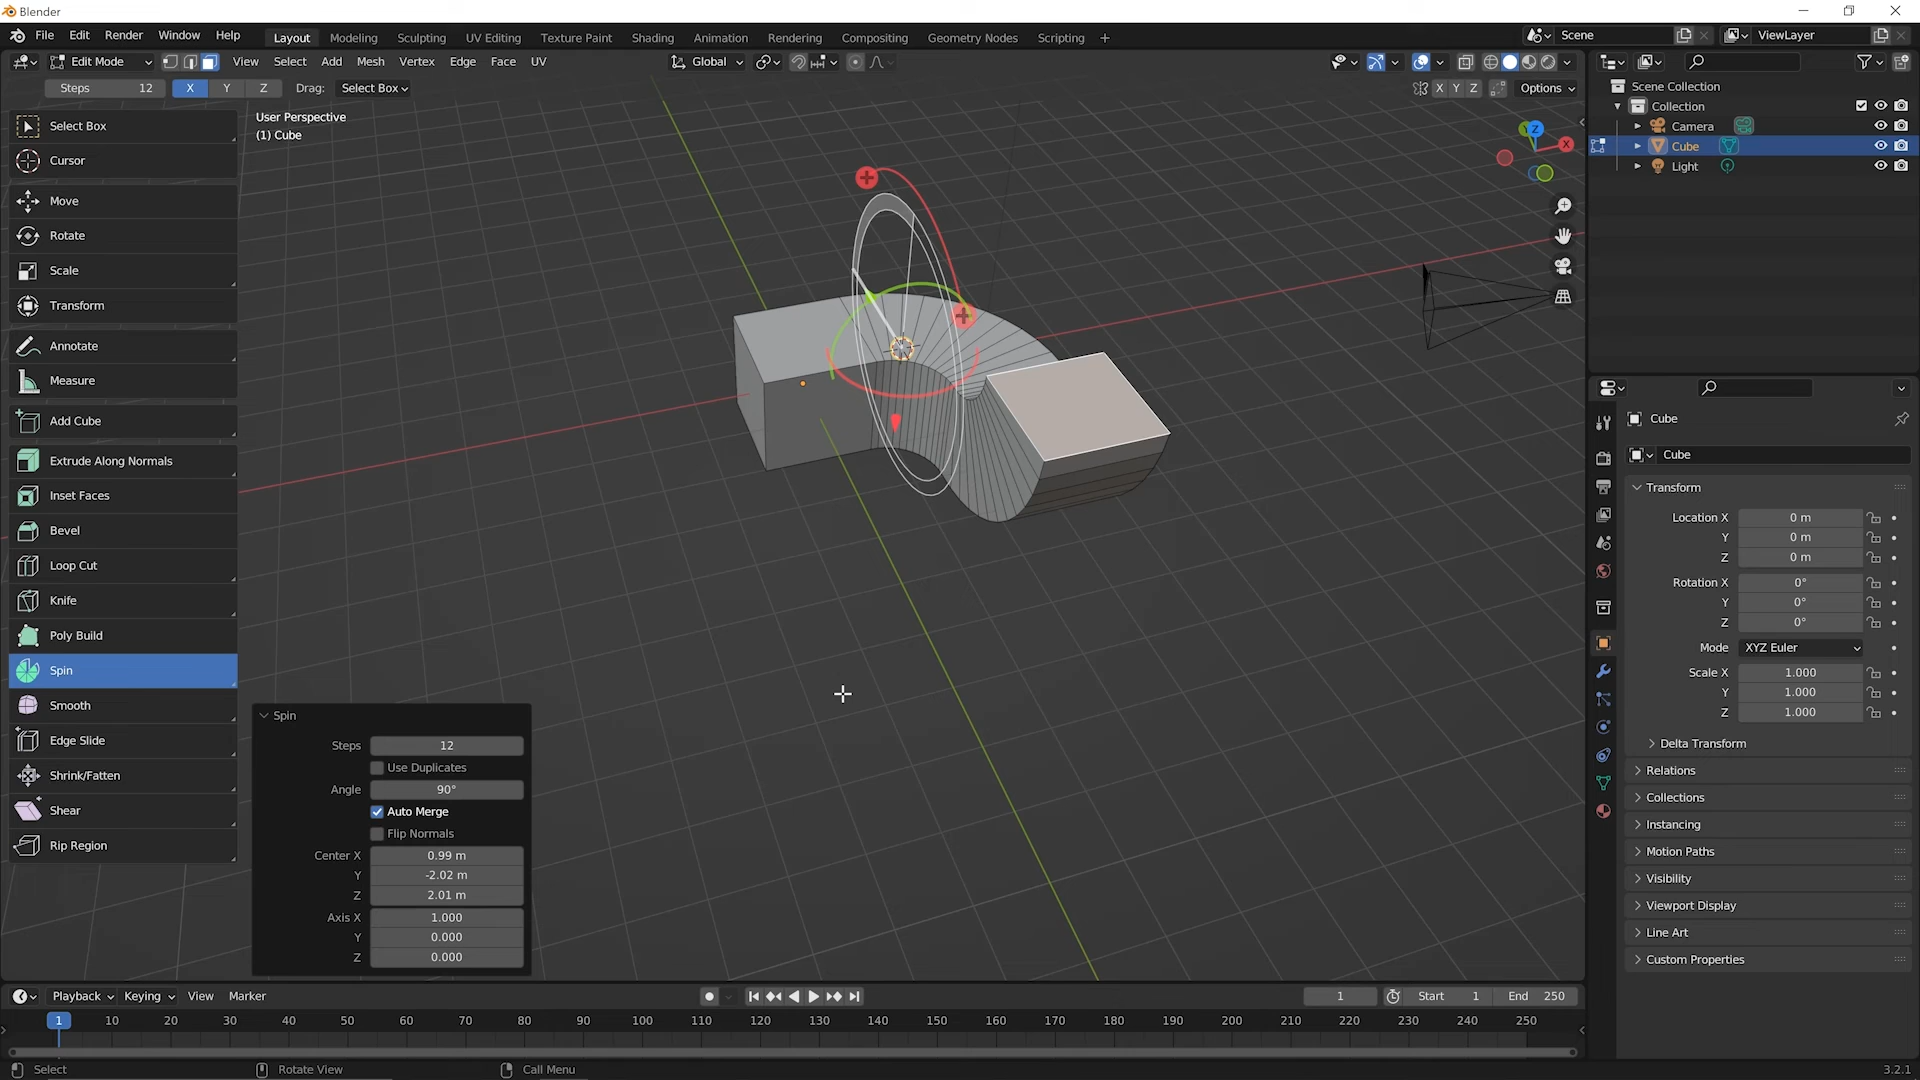 Blender
File Edit Render Window Help Layout Modeling Sculpting UV Editing Texture Paint Shading Animation Rendering Compositing Geometry Nodes Scripting + Scene ViewLayer
Edit Mode View Select Add Mesh Vertex Edge Face UV Global
Steps 12 X Y Z Drag: Select Box X Y Z Options
User Perspective
(1) Cube
Select Box
Cursor
Move
Rotate
Scale
Transform
Annotate
Measure
Add Cube
Extrude Along Normals
Inset Faces
Bevel
Loop Cut
Knife
Poly Build
Spin
Smooth
Edge Slide
Shrink/Fatten
Shear
Rip Region
Z
X
Spin
Steps 12
Use Duplicates
Angle 90°
Auto Merge
Flip Normals
Center X 0.99 m
Y -2.02 m
Z 2.01 m
Axis X 1.000
Y 0.000
Z 0.000
Scene Collection
Collection
Camera
Cube
Light
Cube
Cube
Transform
Location X 0 m
Y 0 m
Z 0 m
Rotation X 0°
Y 0°
Z 0°
Mode XYZ Euler
Scale X 1.000
Y 1.000
Z 1.000
Delta Transform
Relations
Collections
Instancing
Motion Paths
Visibility
Viewport Display
Line Art
Custom Properties
Playback Keying View Marker 1 Start 1 End 250
1 10 20 30 40 50 60 70 80 90 100 110 120 130 140 150 160 170 180 190 200 210 220 230 240 250
Select Rotate View Call Menu 3.2.1